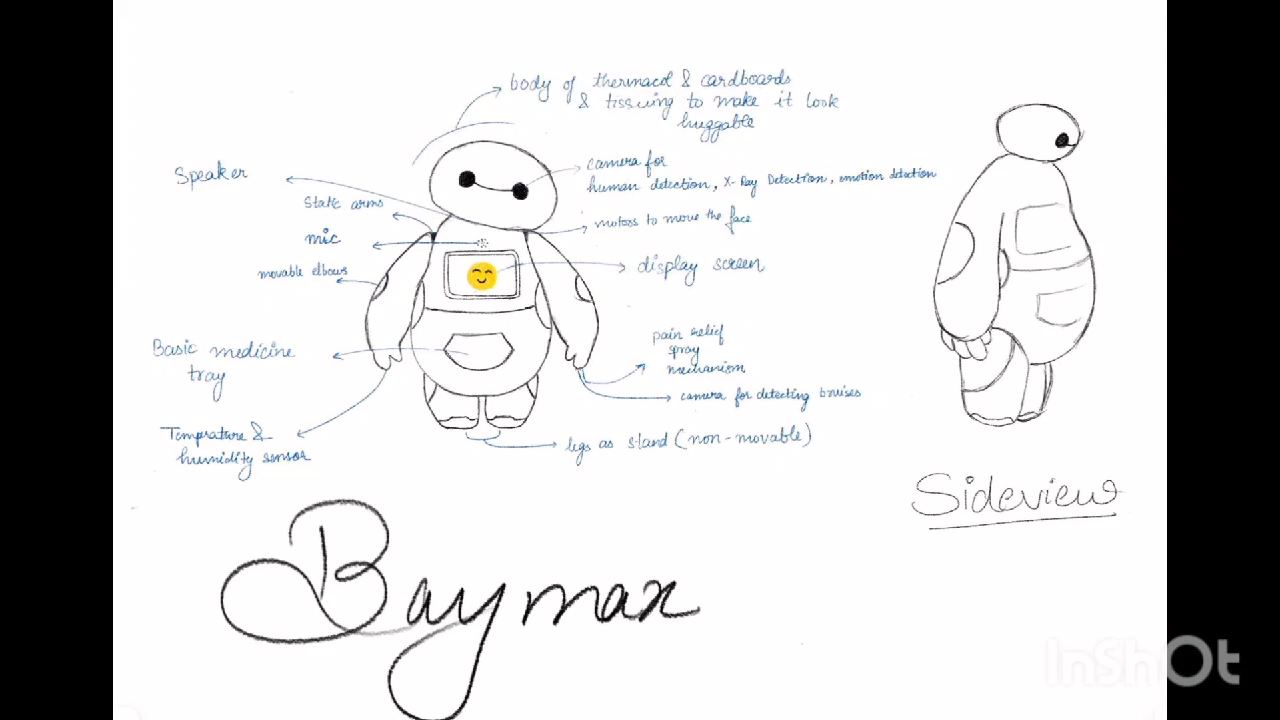 body of thermacol & cardboards
& tissuing to make it look
huggable
Speaker
camera for
human detection, X-Ray Detection, emotion detection
static arms
motors to move the face
mic
display screen
movable elbows
pain relief
spray
mechanism
Basic medicine
tray
camera for detecting bruises
Temprature &
humidity sensor
legs as stand (non-movable)
Sideview
Baymax
InShOt